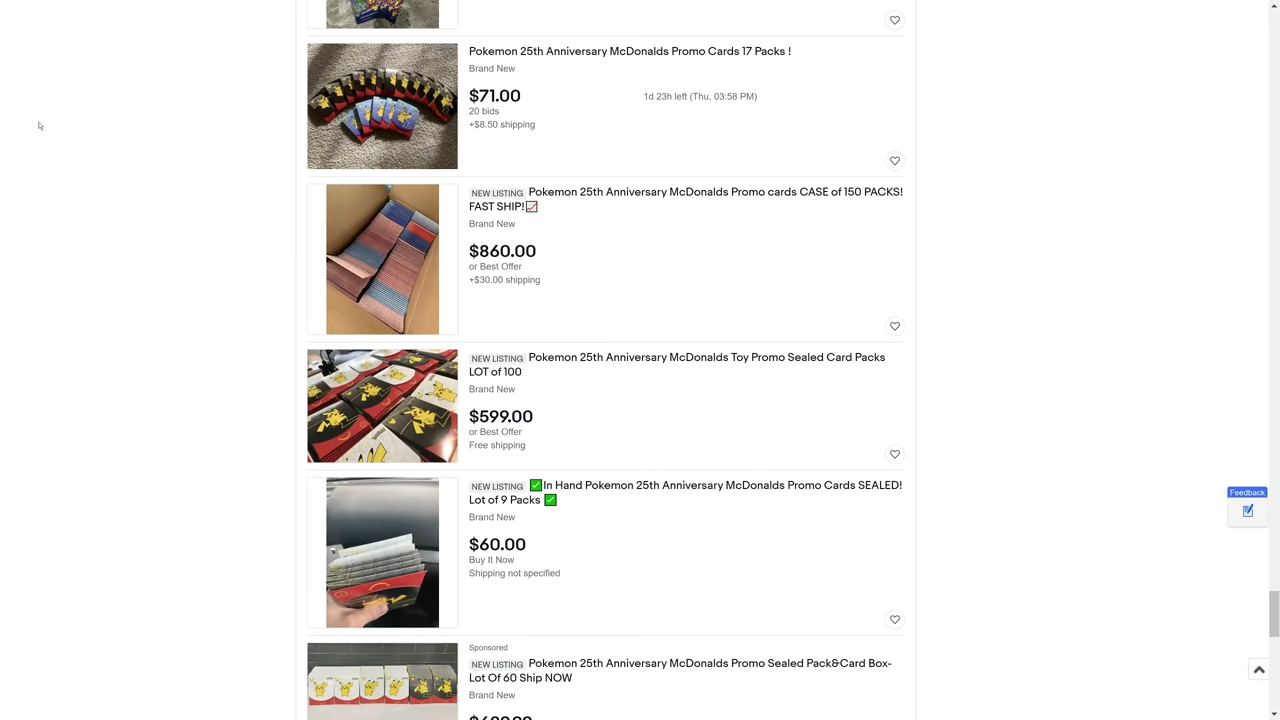 Pokemon 25th Anniversary McDonalds Promo Cards 17 Packs !
Brand New
$71.00
1d 23h left (Thu, 03:58 PM)
20 bids
+$8.50 shipping
NEW LISTING Pokemon 25th Anniversary McDonalds Promo cards CASE of 150 PACKS!
FAST SHIP!📈
Brand New
$860.00
or Best Offer
+$30.00 shipping
NEW LISTING Pokemon 25th Anniversary McDonalds Toy Promo Sealed Card Packs
LOT of 100
Brand New
$599.00
or Best Offer
Free shipping
NEW LISTING ✅In Hand Pokemon 25th Anniversary McDonalds Promo Cards SEALED!
Lot of 9 Packs ✅
Brand New
$60.00
Buy It Now
Shipping not specified
Feedback
Sponsored
NEW LISTING Pokemon 25th Anniversary McDonalds Promo Sealed Pack&Card Box-
Lot Of 60 Ship NOW
Brand New